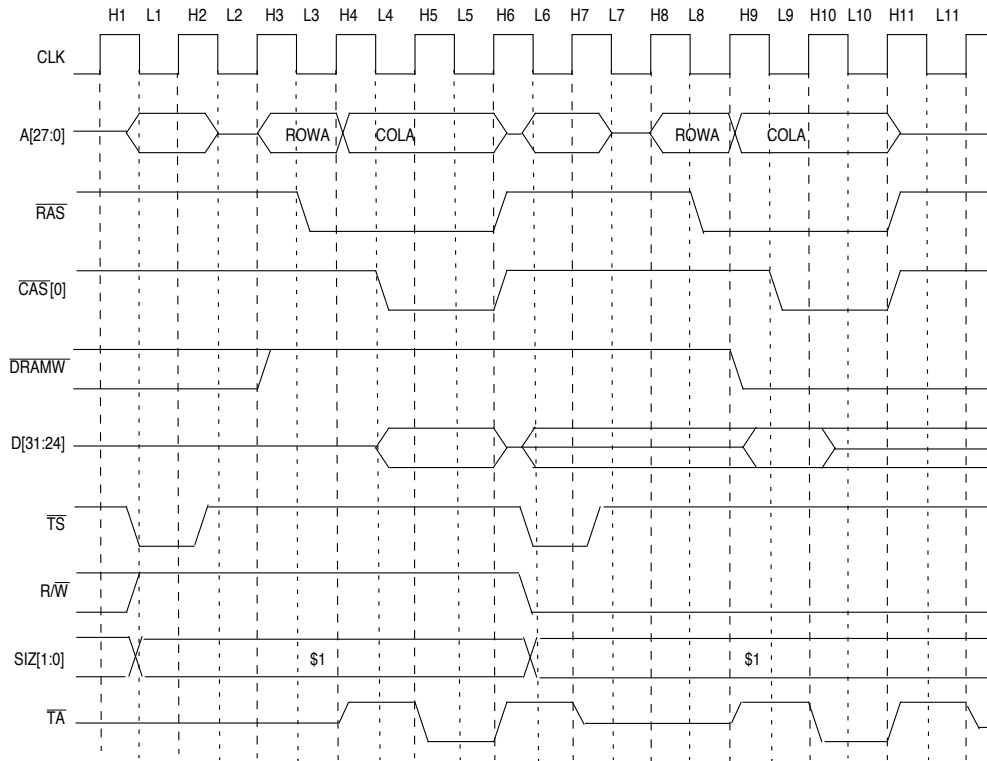 H1 L1 H2 L2 H3 L3 H4 L4 H5 L5 H6 L6 H7 L7 H8 L8 H9 L9 H10 L10 H11 L11
CLK
A[27:0] ROWA COLA ROWA COLA
RAS
CAS[0]
DRAMW
D[31:24]
TS
R/W
SIZ[1:0] $1 $1
TA